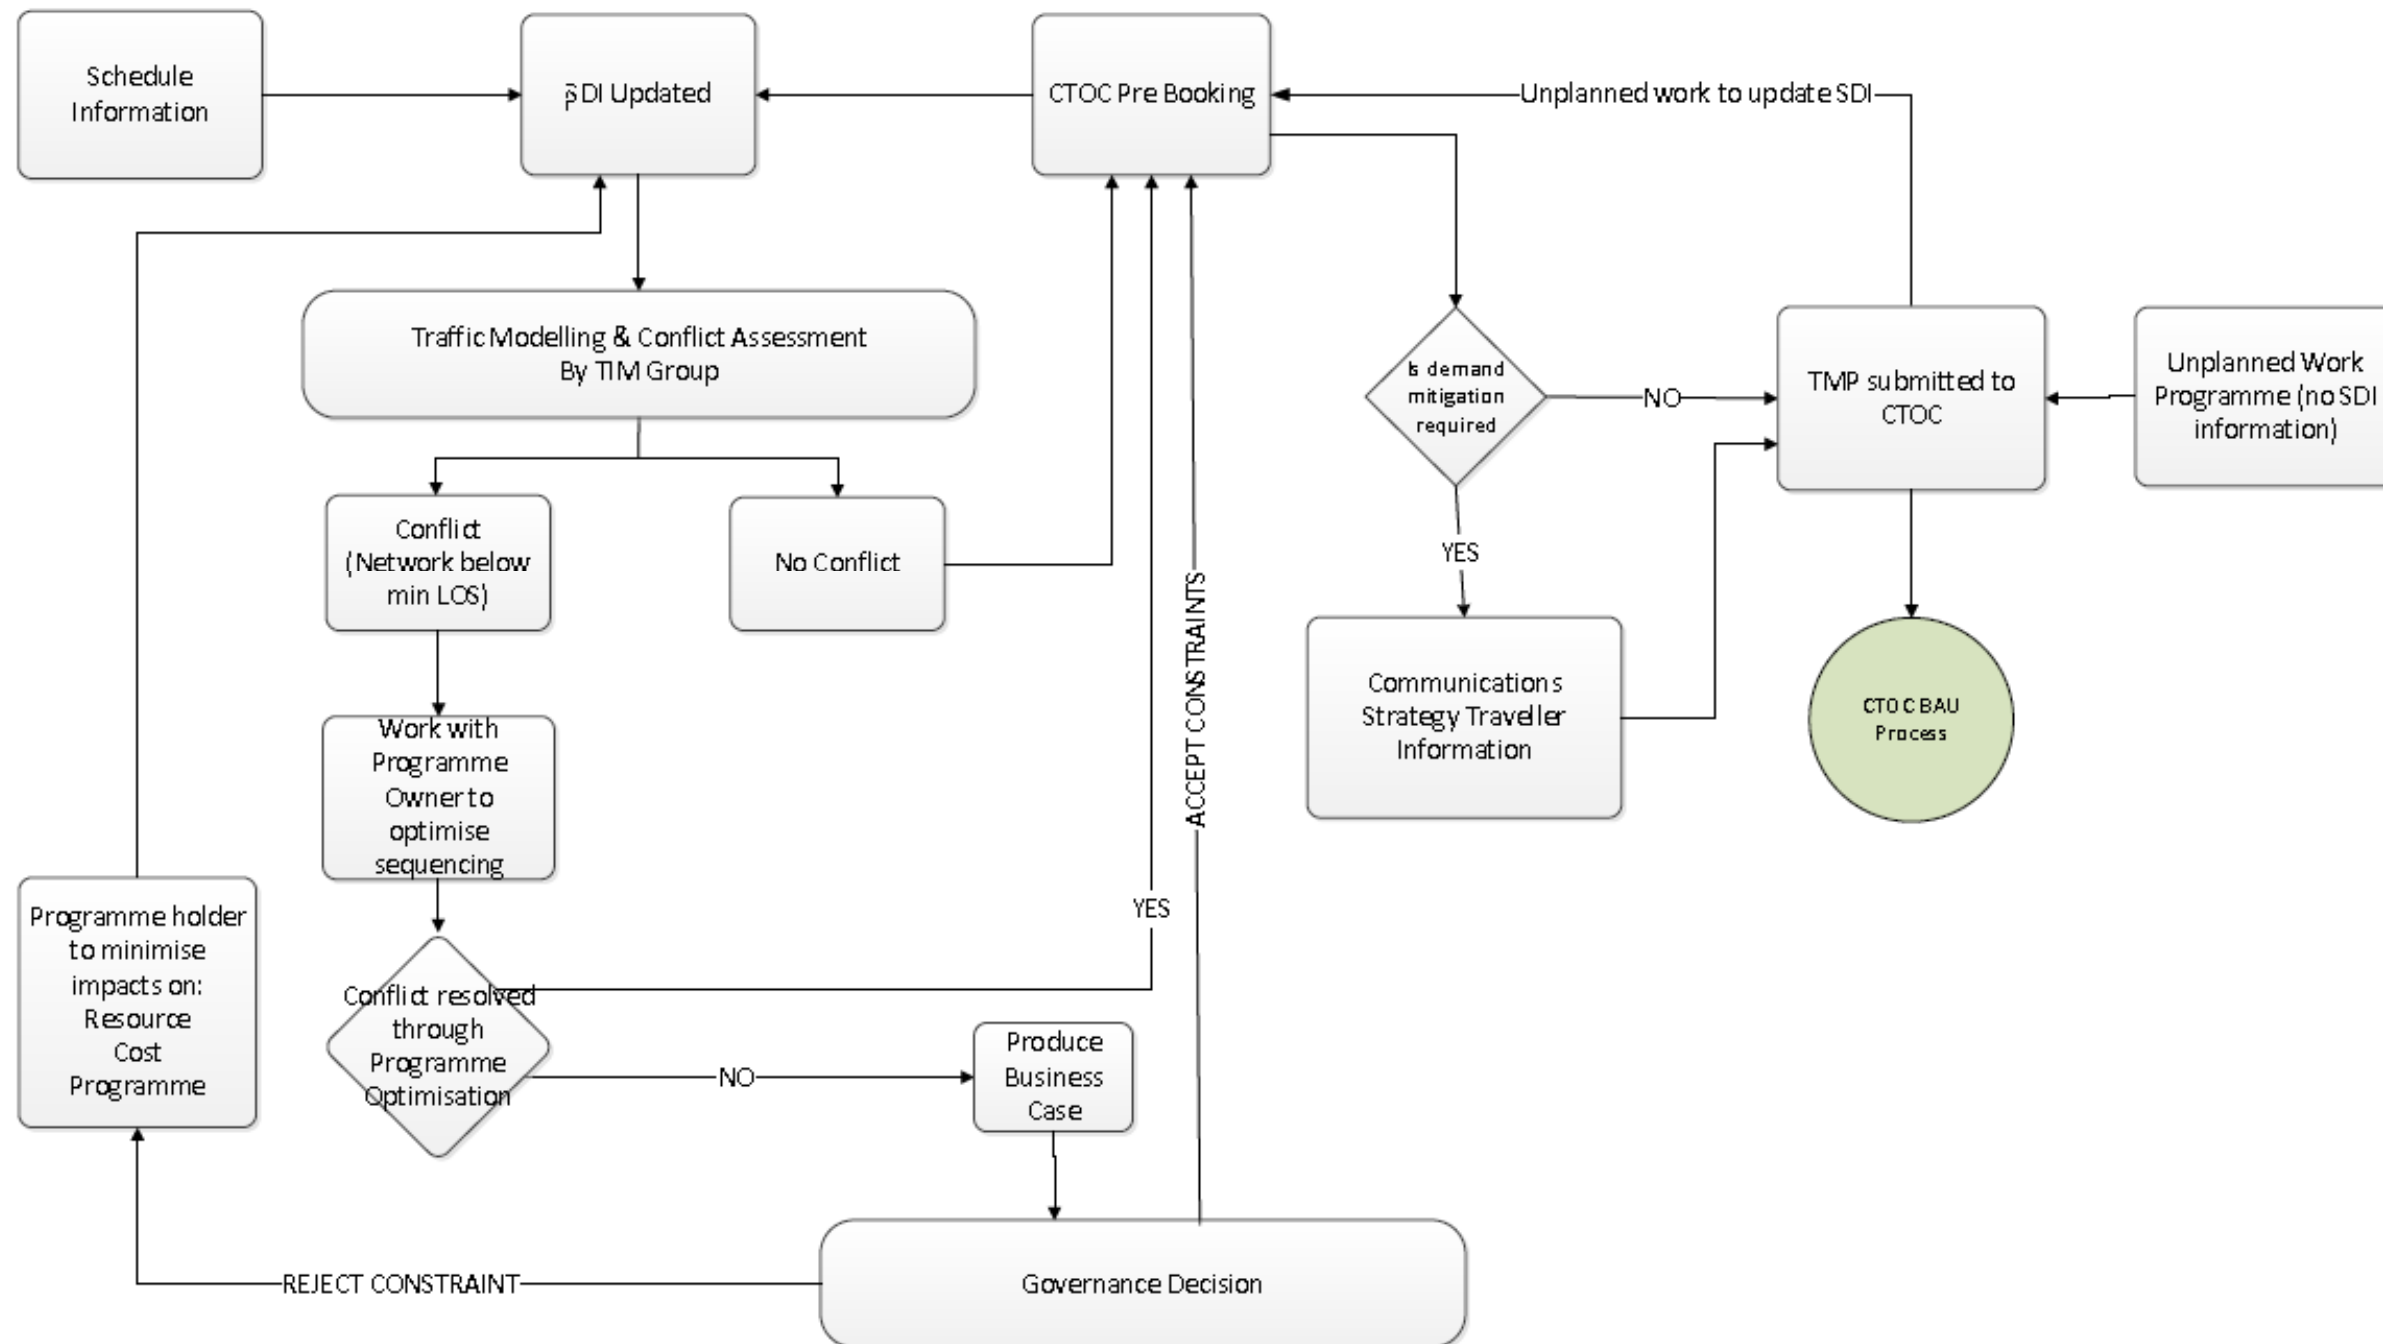 Schedule
Information
SDI Updated
CTOC Pre Booking
Unplanned work to update SDI
Traffic Modelling & Conflict Assessment
By TIM Group
Is demand
mitigation
required
NO
TMP submitted to
CTOC
Unplanned Work
Programme (no SDI
information)
Conflict
(Network below
min LOS)
No Conflict
YES
ACCEPT CONSTRAINTS
Communications
Strategy Traveller
Information
CTOC BAU
Process
Work with
Programme
Owner to
optimise
sequencing
YES
Programme holder
to minimise
impacts on:
Resource
Cost
Programme
Conflict resolved
through
Programme
Optimisation
NO
Produce
Business
Case
REJECT CONSTRAINT
Governance Decision